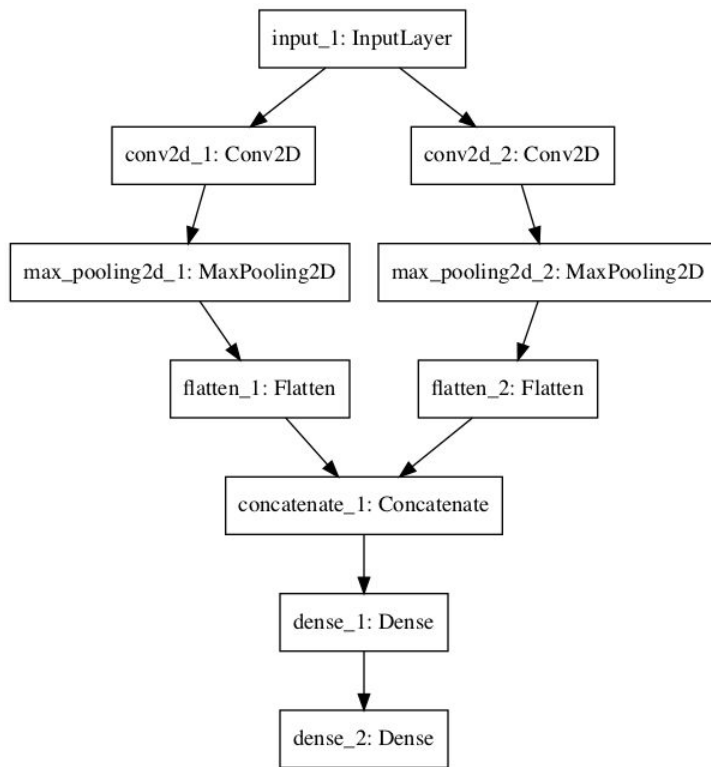 input_1: InputLayer
conv2d_1: Conv2D
conv2d_2: Conv2D
max_pooling2d_1: MaxPooling2D
max_pooling2d_2: MaxPooling2D
flatten_1: Flatten
flatten_2: Flatten
concatenate_1: Concatenate
dense_1: Dense
dense_2: Dense